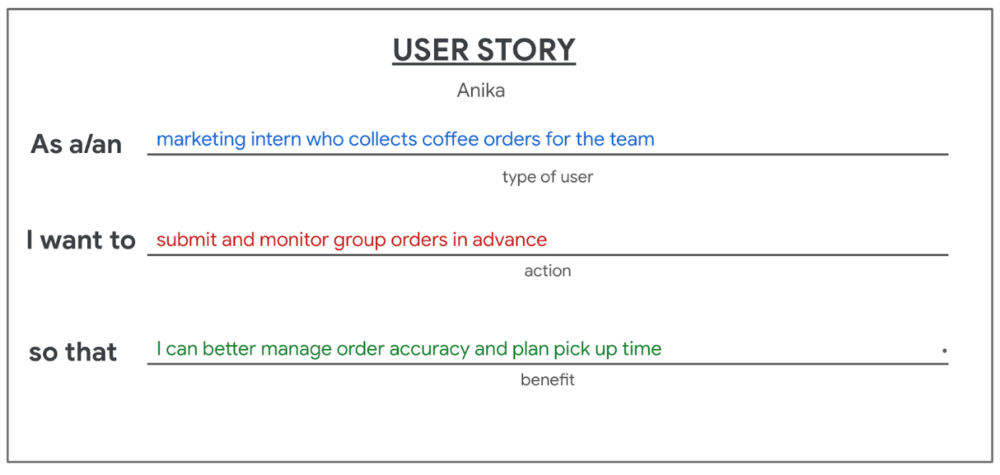 USER STORY
Anika
As a/an marketing intern who collects coffee orders for the team
type of user
I want to submit and monitor group orders in advance
action
so that I can better manage order accuracy and plan pick up time .
benefit